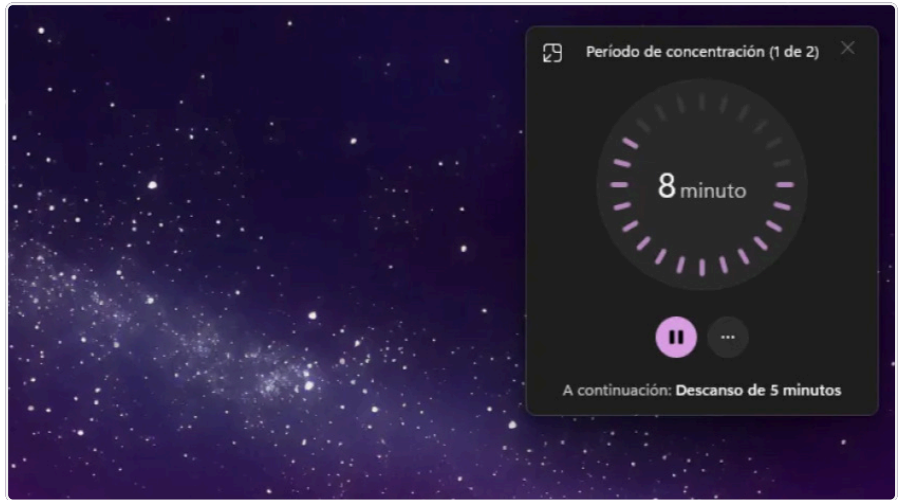 Período de concentración (1 de 2)
8 minuto
A continuación: Descanso de 5 minutos